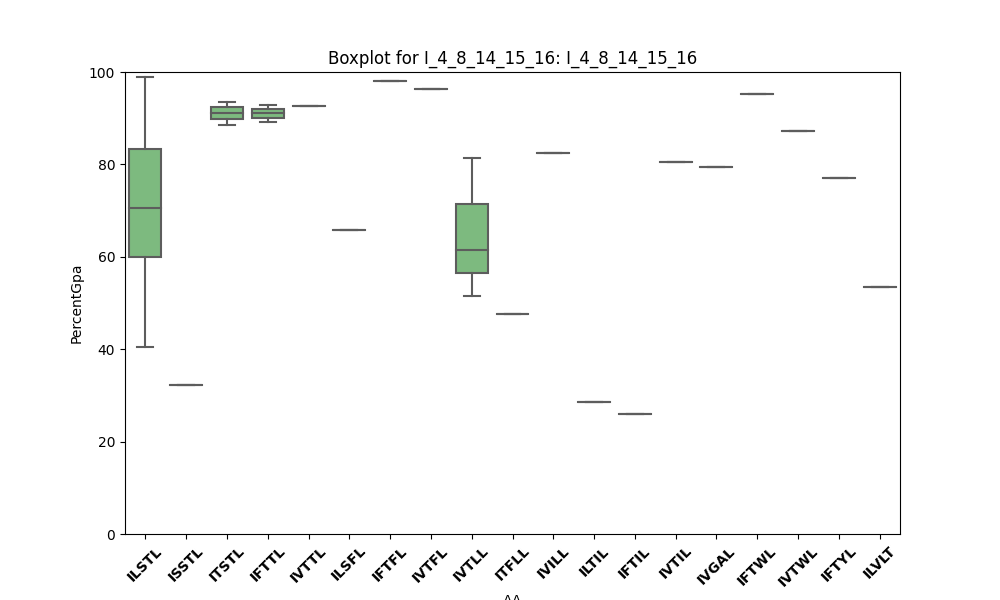 Boxplot for I_4_8_14_15_16: I_4_8_14_15_16
100
80
60
40
20
0
PercentGpa
ILSTL ISSTL ITSTL IFTTL IVTTL ILSFL IFTFL IVTFL IVTLL ITFLL IVILL ILTIL IFTIL IVTIL IVGAL IFTWL IVTWL IFTYL ILVLT
AA